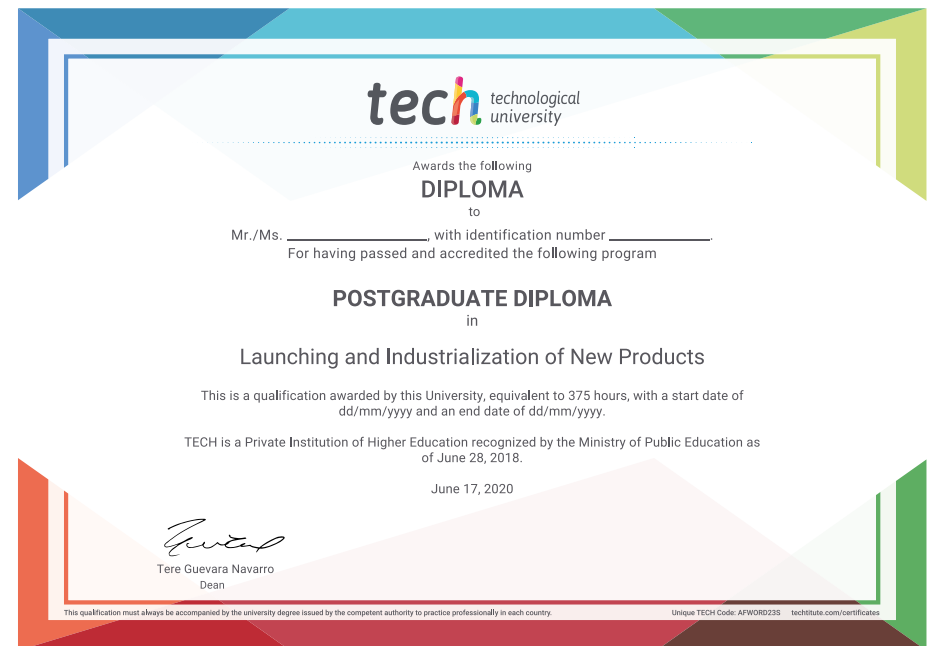 tech technological
university
Awards the following
DIPLOMA
to
Mr./Ms. ____________________, with identification number ______________.
For having passed and accredited the following program
POSTGRADUATE DIPLOMA
in
Launching and Industrialization of New Products
This is a qualification awarded by this University, equivalent to 375 hours, with a start date of
dd/mm/yyyy and an end date of dd/mm/yyyy.
TECH is a Private Institution of Higher Education recognized by the Ministry of Public Education as
of June 28, 2018.
June 17, 2020
Tere Guevara Navarro
Dean
This qualification must always be accompanied by the university degree issued by the competent authority to practice professionally in each country.
Unique TECH Code: AFWORD23S techtitute.com/certificates